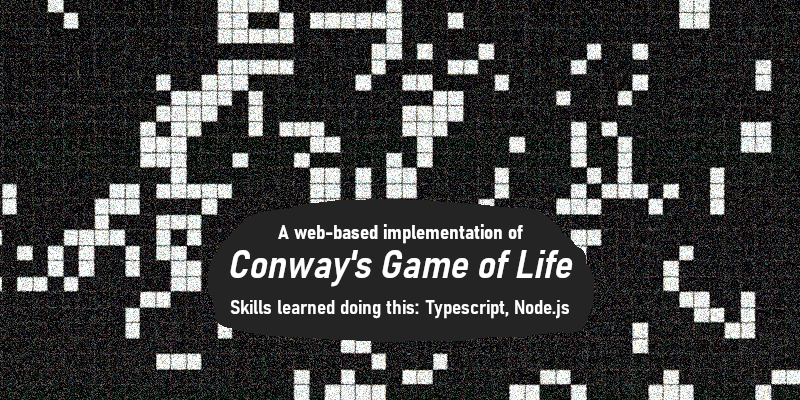 A web-based implementation of
Conway's Game of Life
Skills learned doing this: Typescript, Node.js